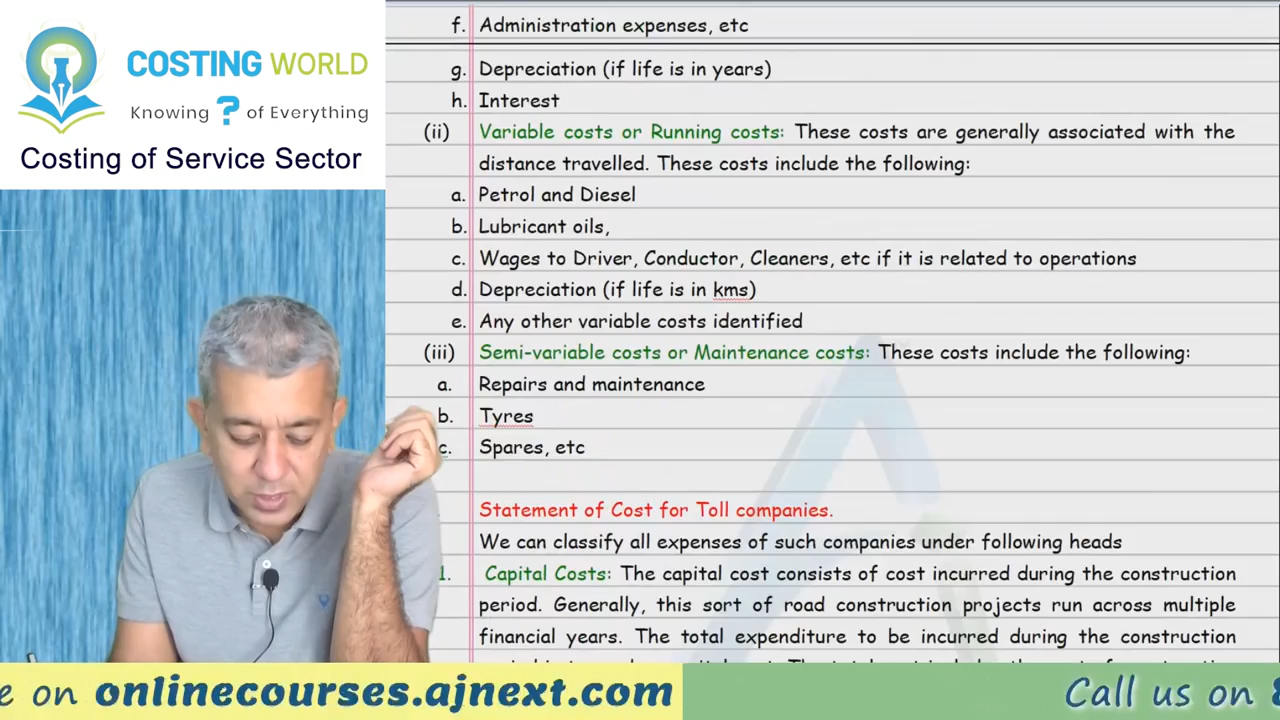 COSTING WORLD
Knowing ? of Everything
Costing of Service Sector
f. Administration expenses, etc
g. Depreciation (if life is in years)
h. Interest
(ii) Variable costs or Running costs: These costs are generally associated with the
distance travelled. These costs include the following:
a. Petrol and Diesel
b. Lubricant oils,
c. Wages to Driver, Conductor, Cleaners, etc if it is related to operations
d. Depreciation (if life is in kms)
e. Any other variable costs identified
(iii) Semi-variable costs or Maintenance costs: These costs include the following:
a. Repairs and maintenance
b. Tyres
c. Spares, etc
Statement of Cost for Toll companies.
We can classify all expenses of such companies under following heads
1. Capital Costs: The capital cost consists of cost incurred during the construction
period. Generally, this sort of road construction projects run across multiple
financial years. The total expenditure to be incurred during the construction
e on onlinecourses.ajnext.com
Call us on 8